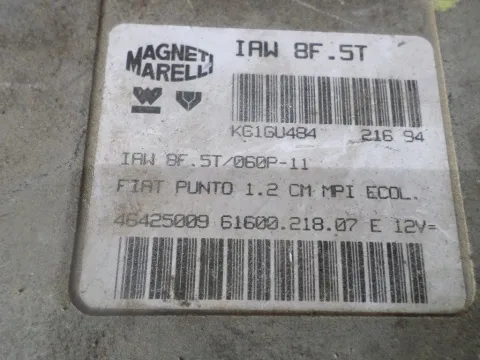 MAGNETI MARELLI
IAW 8F.5T
KG1GU484 216 94
IAW 8F.5T/060P-11
FIAT PUNTO 1.2 CM MPI ECOL.
46425009 61600.218.07 E 12V=